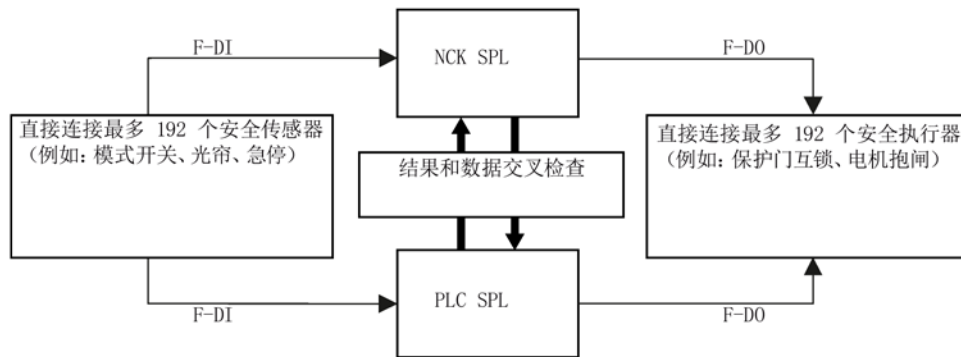 F-DI
NCK SPL
F-DO
直接连接最多 192 个安全传感器
（例如：模式开关、光帘、急停）
结果和数据交叉检查
直接连接最多 192 个安全执行器
（例如：保护门互锁、电机抱闸）
F-DI
PLC SPL
F-DO